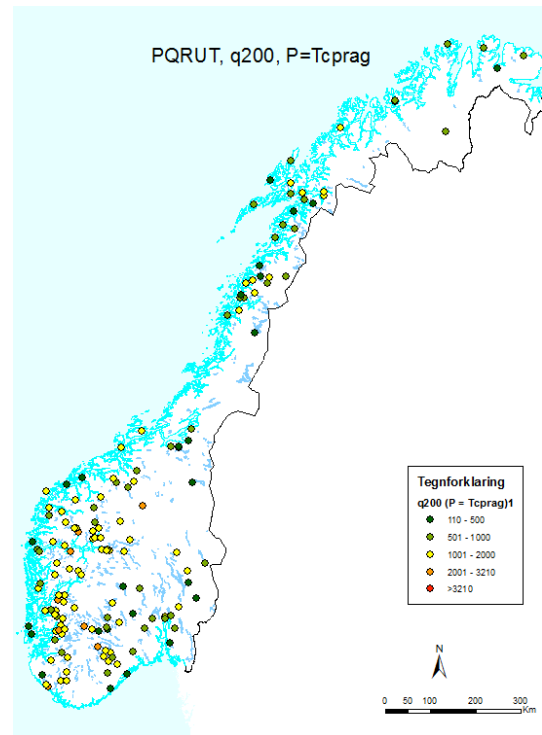 PQRUT, q200, P=Tcprag
Tegnforklaring
q200 (P = Tcprag)1
110 - 500
501 - 1000
1001 - 2000
2001 - 3210
>3210
N
0 50 100 200 300
Km